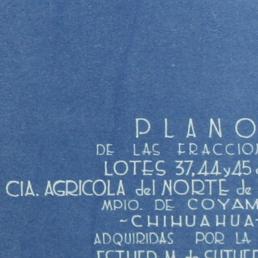 PLANO
DE LAS FRACCION
LOTES 37,44 y 45 d
CIA. AGRICOLA del NORTE de
MPIO. DE COYAM
-CHIHUAHUA-
ADQUIRIDAS POR LA
ESTHER M. de SUTHER